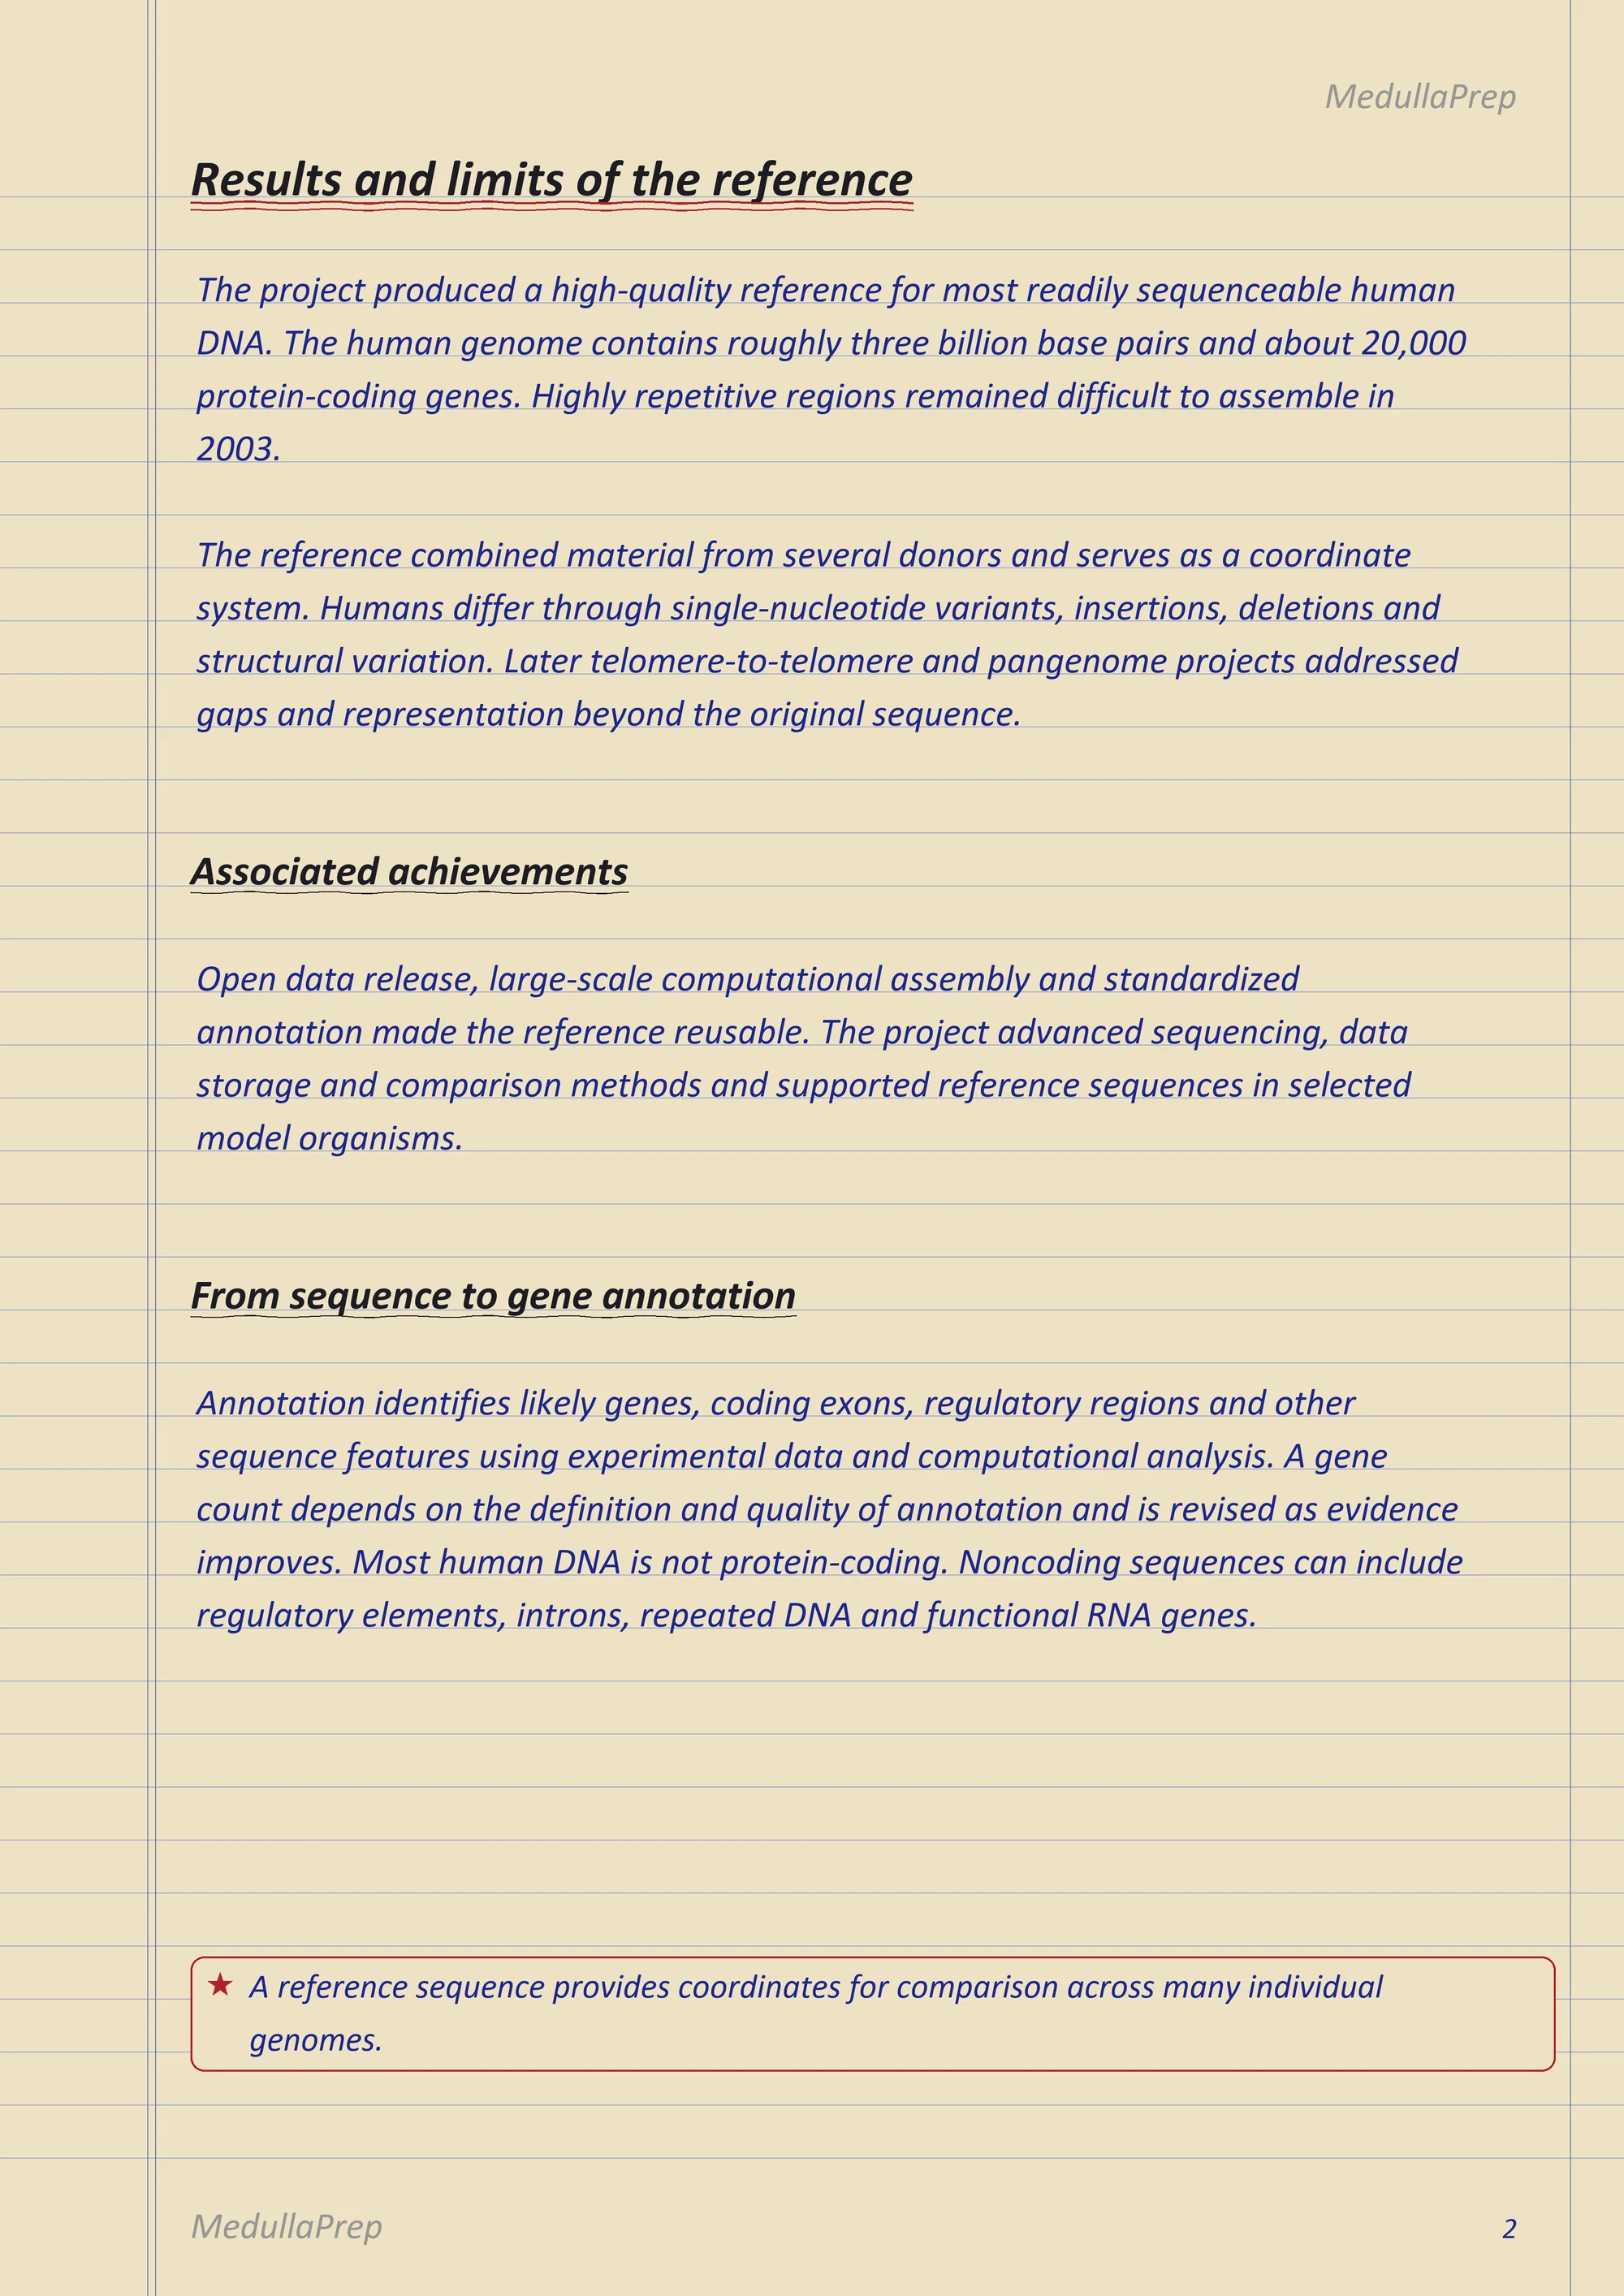 MedullaPrep
Results and limits of the reference
The project produced a high-quality reference for most readily sequenceable human
DNA. The human genome contains roughly three billion base pairs and about 20,000
protein-coding genes. Highly repetitive regions remained difficult to assemble in
2003.
The reference combined material from several donors and serves as a coordinate
system. Humans differ through single-nucleotide variants, insertions, deletions and
structural variation. Later telomere-to-telomere and pangenome projects addressed
gaps and representation beyond the original sequence.
Associated achievements
Open data release, large-scale computational assembly and standardized
annotation made the reference reusable. The project advanced sequencing, data
storage and comparison methods and supported reference sequences in selected
model organisms.
From sequence to gene annotation
Annotation identifies likely genes, coding exons, regulatory regions and other
sequence features using experimental data and computational analysis. A gene
count depends on the definition and quality of annotation and is revised as evidence
improves. Most human DNA is not protein-coding. Noncoding sequences can include
regulatory elements, introns, repeated DNA and functional RNA genes.
★ A reference sequence provides coordinates for comparison across many individual
genomes.
MedullaPrep
2